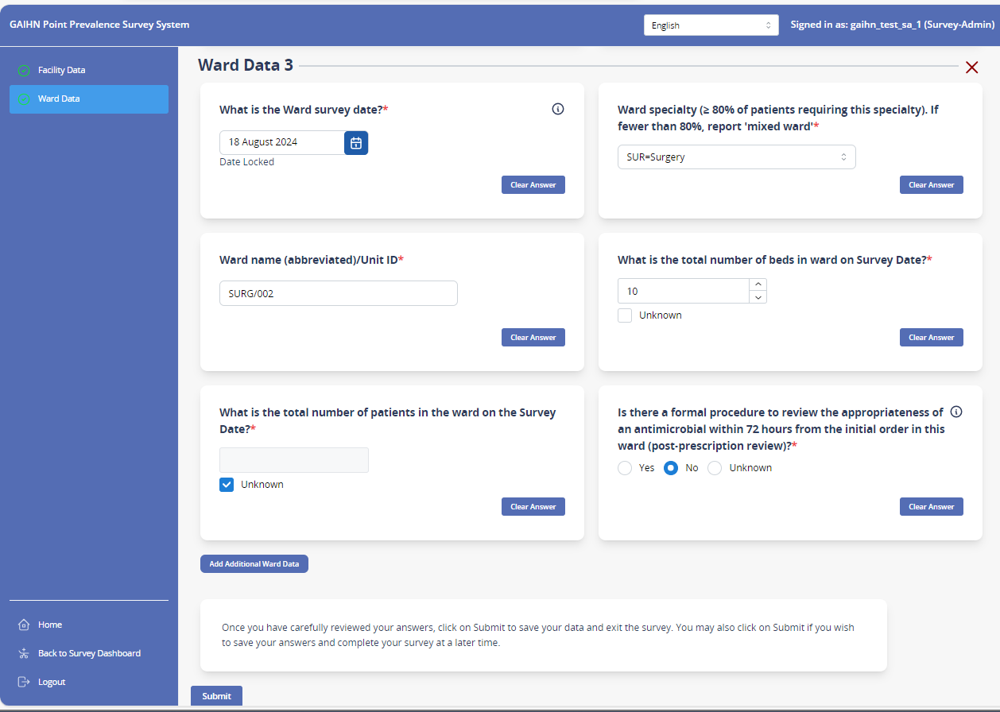 GAIHN Point Prevalence Survey System
English
Signed in as: gaihn_test_sa_1 (Survey-Admin)
Facility Data
Ward Data
Home
Back to Survey Dashboard
Logout
Ward Data 3
What is the Ward survey date?*
18 August 2024
Date Locked
Clear Answer
Ward specialty (≥ 80% of patients requiring this specialty). If
fewer than 80%, report 'mixed ward'*
SUR=Surgery
Clear Answer
Ward name (abbreviated)/Unit ID*
SURG/002
Clear Answer
What is the total number of beds in ward on Survey Date?*
10
Unknown
Clear Answer
What is the total number of patients in the ward on the Survey
Date?*
Unknown
Clear Answer
Is there a formal procedure to review the appropriateness of
an antimicrobial within 72 hours from the initial order in this
ward (post-prescription review)?*
Yes No Unknown
Clear Answer
Add Additional Ward Data
Once you have carefully reviewed your answers, click on Submit to save your data and exit the survey. You may also click on Submit if you wish
to save your answers and complete your survey at a later time.
Submit